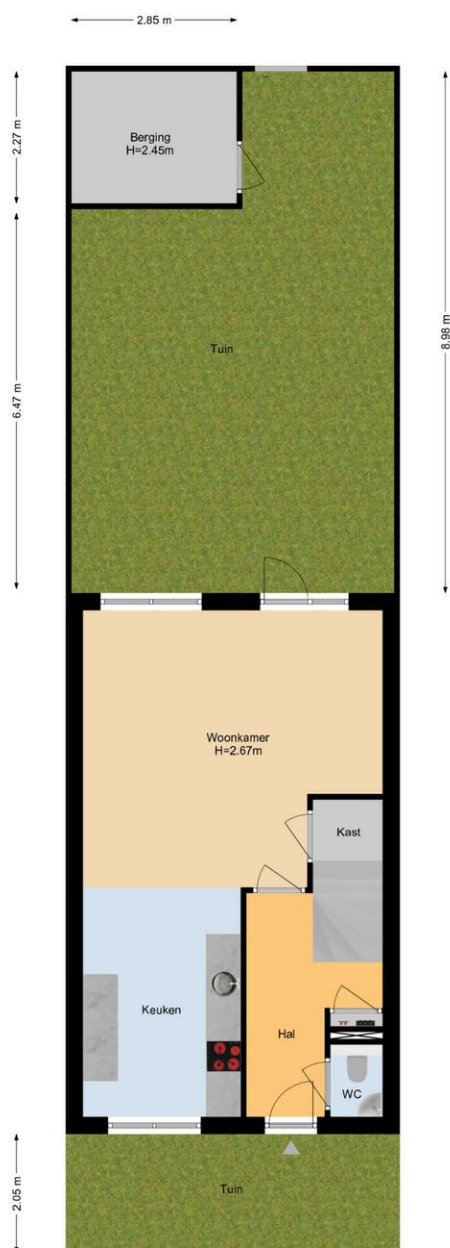 2.85 m
2.27 m
Berging
H=2.45m
6.47 m
Tuin
8.98 m
Woonkamer
H=2.67m
Kast
Keuken
Hal
WC
2.05 m
Tuin